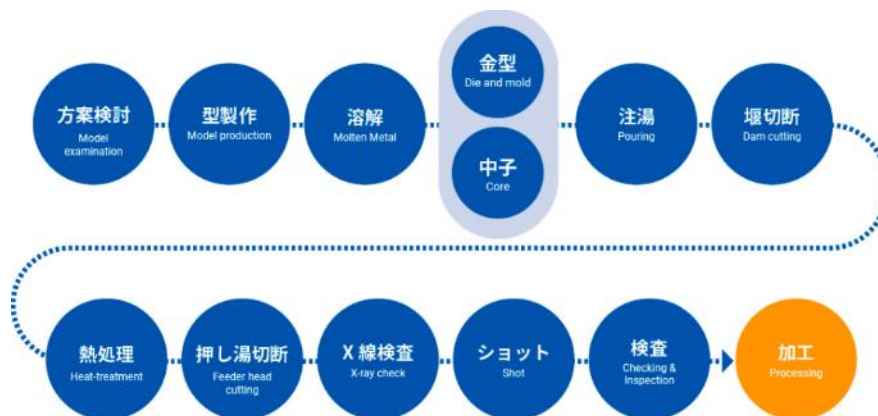 方案検討
Model
examination
型製作
Model production
溶解
Molten Metal
金型
Die and mold
中子
Core
注湯
Pouring
堰切断
Dam cutting
熱処理
Heat-treatment
押し湯切断
Feeder head
cutting
X 線検査
X-ray check
ショット
Shot
検査
Checking &
Inspection
加工
Processing